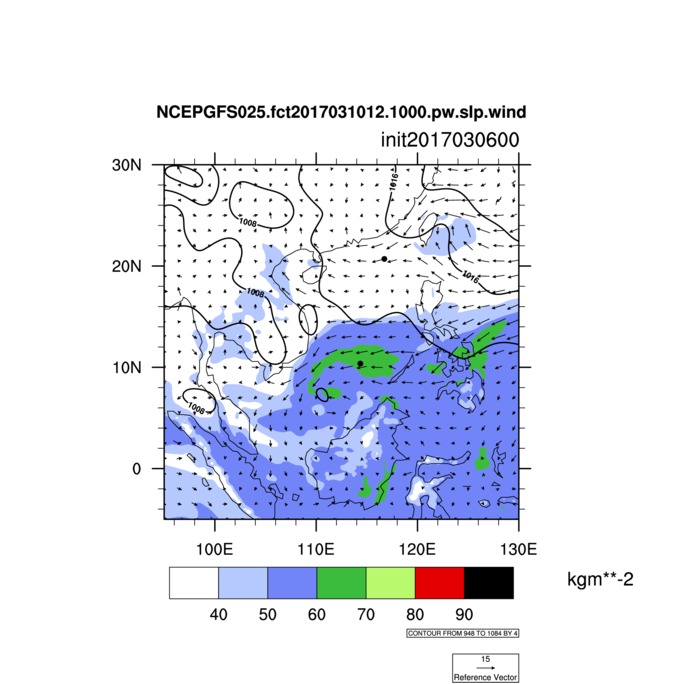 NCEPGFS025.fct2017031012.1000.pw.slp.wind
init2017030600
30N
20N
10N
0
1016
1008
1016
1008
1008
100E 110E 120E 130E
kgm**-2
40 50 60 70 80 90
CONTOUR FROM 948 TO 1084 BY 4
15
Reference Vector